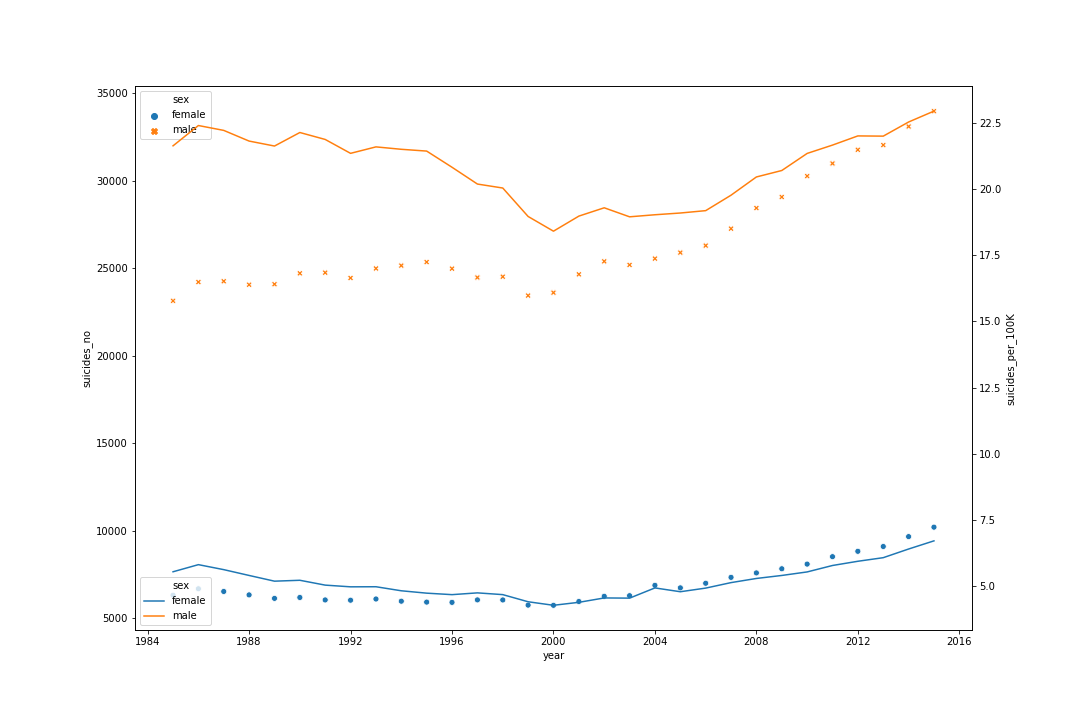 sex
female
male
35000
30000
25000
20000
15000
10000
5000
suicides_no
22.5
20.0
17.5
15.0
12.5
10.0
7.5
5.0
suicides_per_100K
sex
female
male
1984 1988 1992 1996 2000 2004 2008 2012 2016
year